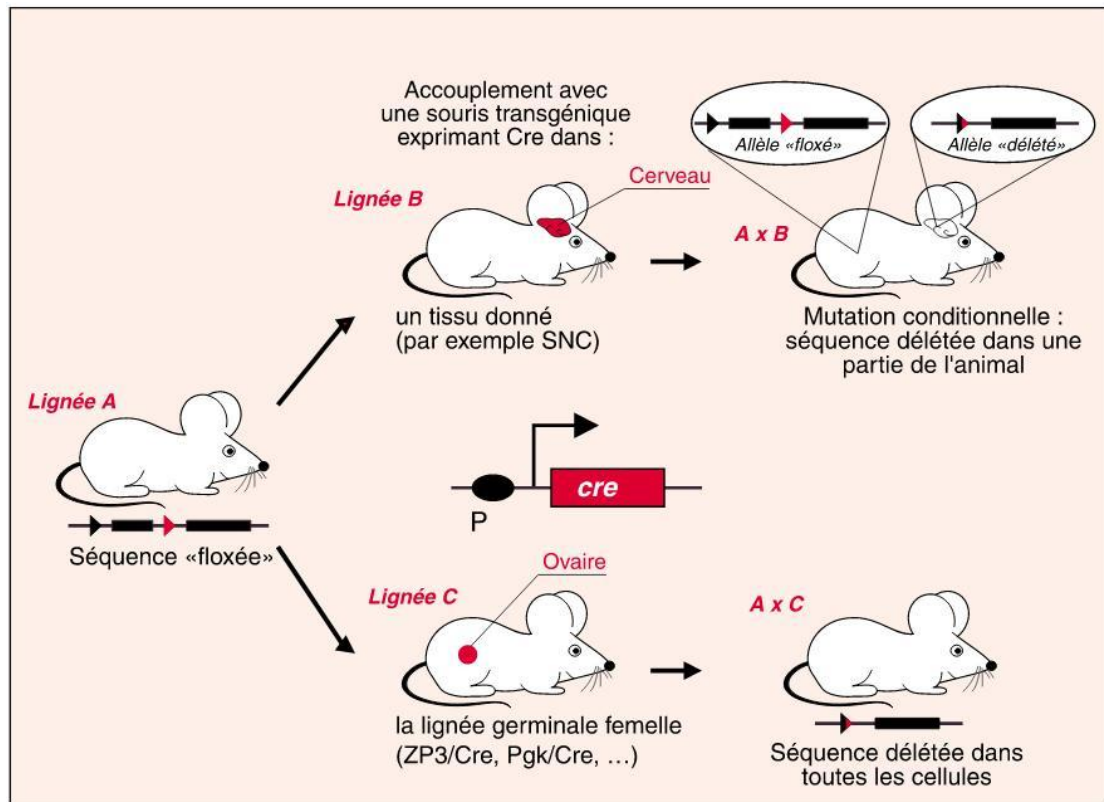 Accouplement avec
une souris transgénique
exprimant Cre dans :
Allèle «floxé»
Allèle «délété»
Lignée B
Cerveau
A x B
un tissu donné
(par exemple SNC)
Mutation conditionnelle :
séquence délétée dans une
partie de l'animal
Lignée A
Séquence «floxée»
cre
P
Ovaire
Lignée C
A x C
la lignée germinale femelle
(ZP3/Cre, Pgk/Cre, ...)
Séquence délétée dans
toutes les cellules